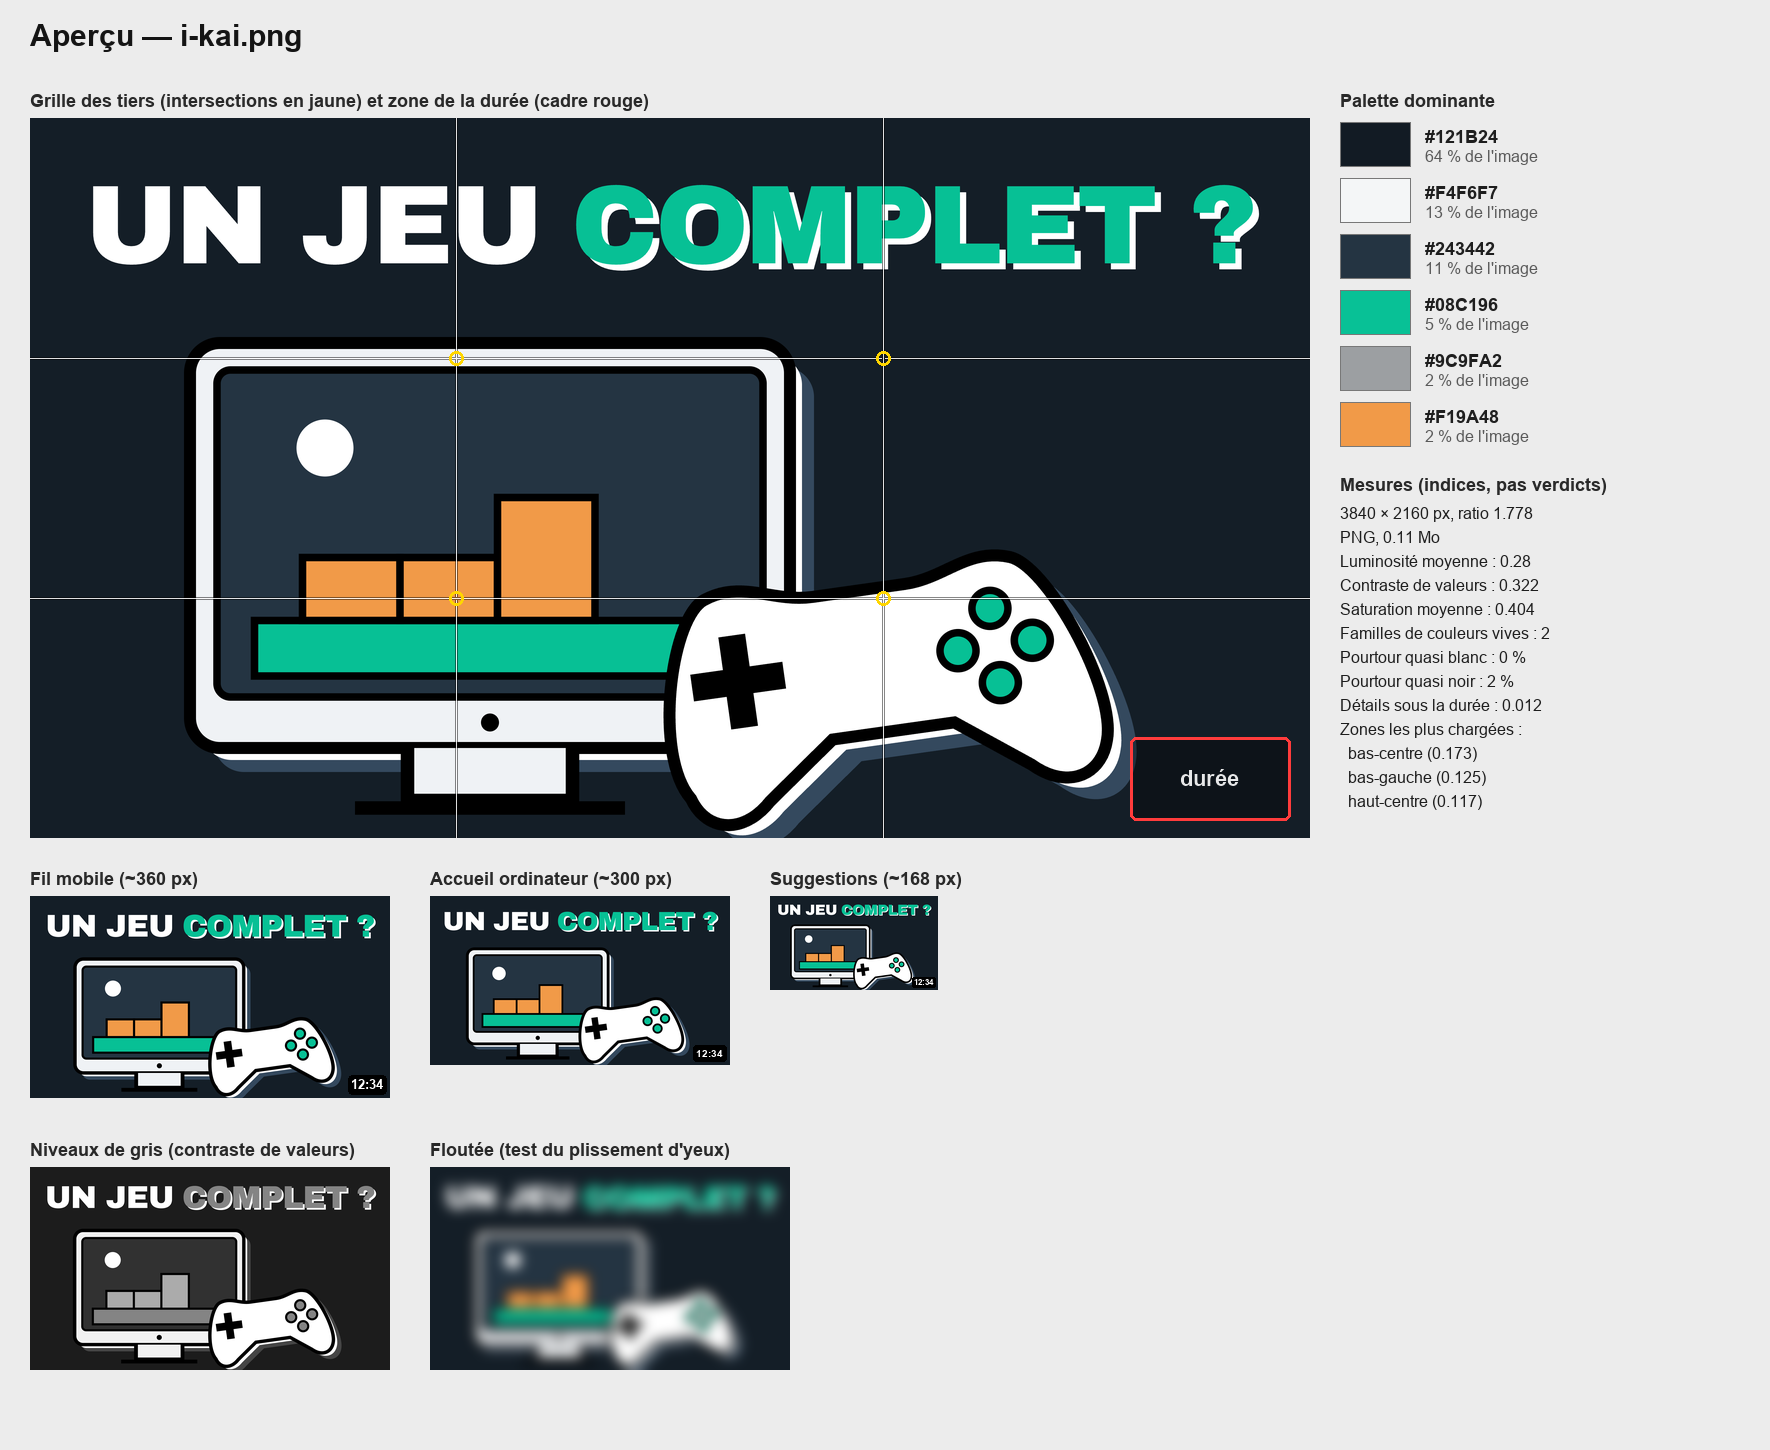 Aperçu — i-kai.png
Grille des tiers (intersections en jaune) et zone de la durée (cadre rouge)
UN JEU COMPLET ?
durée
Palette dominante
#121B24
64 % de l'image
#F4F6F7
13 % de l'image
#243442
11 % de l'image
#08C196
5 % de l'image
#9C9FA2
2 % de l'image
#F19A48
2 % de l'image
Mesures (indices, pas verdicts)
3840 × 2160 px, ratio 1.778
PNG, 0.11 Mo
Luminosité moyenne : 0.28
Contraste de valeurs : 0.322
Saturation moyenne : 0.404
Familles de couleurs vives : 2
Pourtour quasi blanc : 0 %
Pourtour quasi noir : 2 %
Détails sous la durée : 0.012
Zones les plus chargées :
bas-centre (0.173)
bas-gauche (0.125)
haut-centre (0.117)
Fil mobile (~360 px)
UN JEU COMPLET ?
12:34
Accueil ordinateur (~300 px)
UN JEU COMPLET ?
12:34
Suggestions (~168 px)
UN JEU COMPLET ?
12:34
Niveaux de gris (contraste de valeurs)
UN JEU COMPLET ?
Floutée (test du plissement d'yeux)
UN JEU COMPLET ?